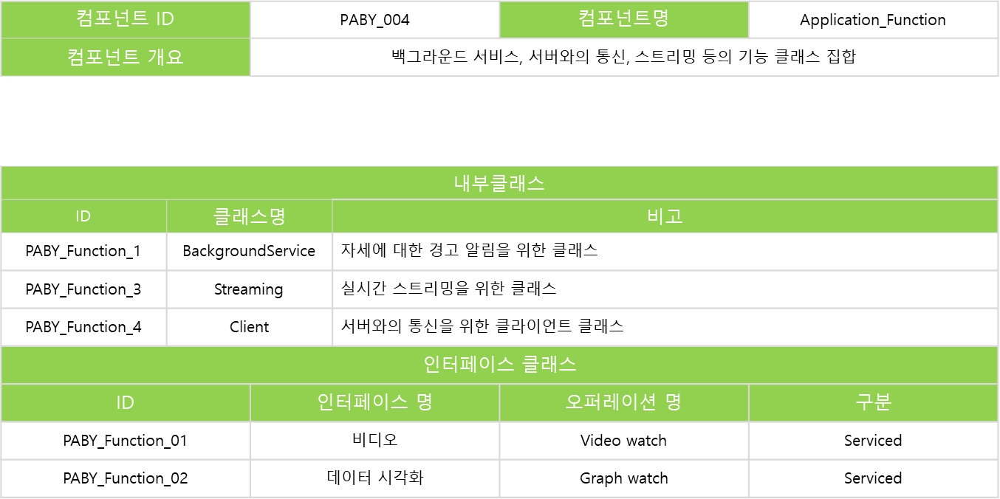 컴포넌트 ID PABY_004 컴포넌트명 Application_Function
컴포넌트 개요 백그라운드 서비스, 서버와의 통신, 스트리밍 등의 기능 클래스 집합
내부클래스
ID 클래스명 비고
PABY_Function_1 BackgroundService 자세에 대한 경고 알림을 위한 클래스
PABY_Function_3 Streaming 실시간 스트리밍을 위한 클래스
PABY_Function_4 Client 서버와의 통신을 위한 클라이언트 클래스
인터페이스 클래스
ID 인터페이스 명 오퍼레이션 명 구분
PABY_Function_01 비디오 Video watch Serviced
PABY_Function_02 데이터 시각화 Graph watch Serviced